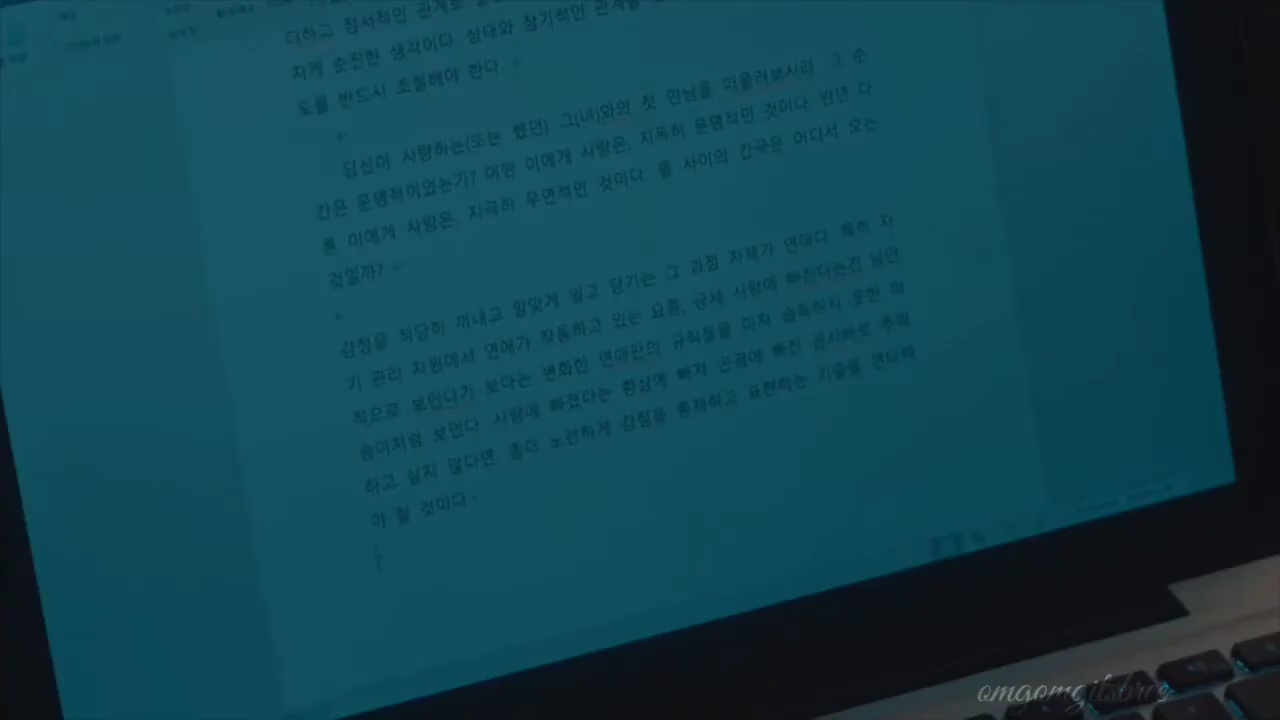 디하고 정서적인 관계로
지게 순진한 생각이다 상대와 장기적인 관계를
도를 반드시 조절해야 한다.
당신이 사랑하는(또는 했던) 그(녀)와의 첫 만남을 떠올려보시라 그 순
간은 운명적이었는가? 어떤 이에게 사랑은, 지독히 운명적인 것이다. 반면 다
른 이에게 사랑은, 지극히 우연적인 것이다. 둘 사이의 간극은 어디서 오는
것일까?
감정을 적당히 꺼내고 알맞게 밀고 당기는 그 과정 자체가 연애다 특히 자
기 관리 차원에서 연애가 작동하고 있는 요즘, 금세 사랑에 빠진다는건 낭만
적으로 보인다기 보다는 변화한 연애판의 규칙들을 미처 습득하지 못한 어
숭이처럼 보인다 사랑에 빠졌다는 환상에 빠져 곤경에 빠진 금사빠로 추락
하고 싶지 않다면, 좀더 노련하게 감정을 통제하고 표현하는 기술을 연마해
야 할 것이다
omgomgitsbree